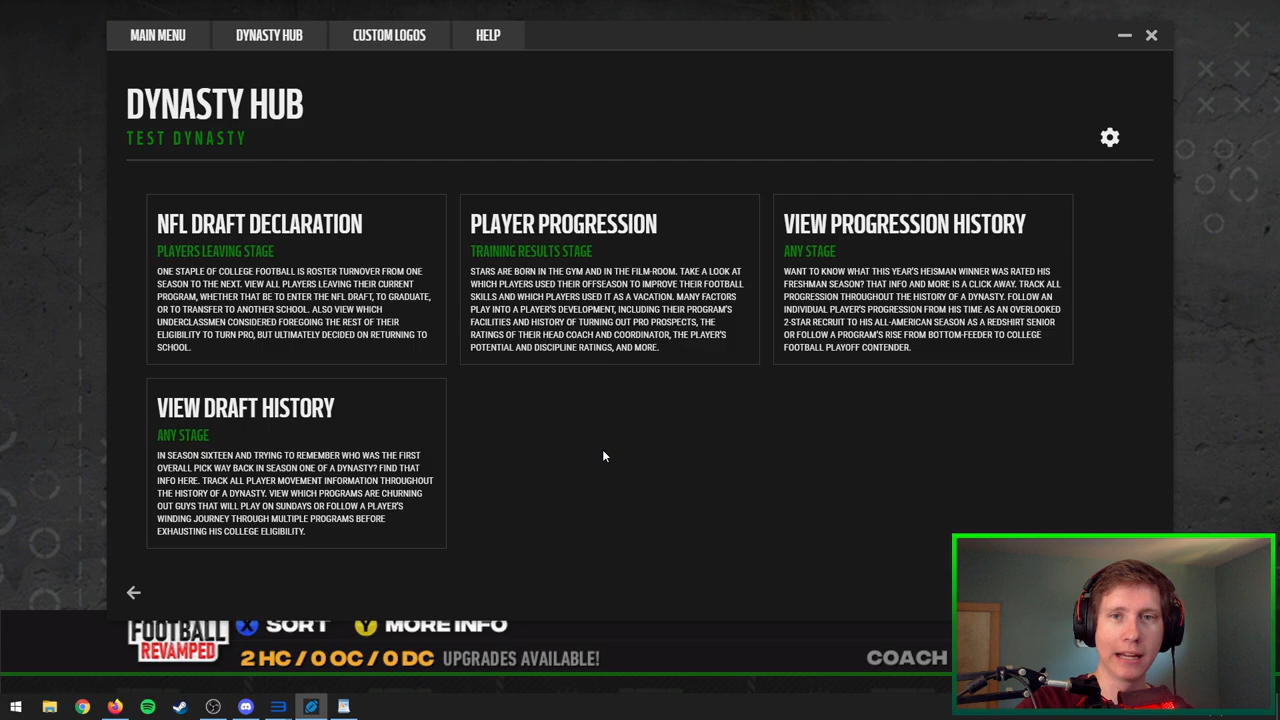 MAIN MENU
DYNASTY HUB
CUSTOM LOGOS
HELP
DYNASTY HUB
TEST DYNASTY
NFL DRAFT DECLARATION
PLAYERS LEAVING STAGE
ONE STAPLE OF COLLEGE FOOTBALL IS ROSTER TURNOVER FROM ONE
SEASON TO THE NEXT. VIEW ALL PLAYERS LEAVING THEIR CURRENT
PROGRAM, WHETHER THAT BE TO ENTER THE NFL DRAFT, TO GRADUATE,
OR TO TRANSFER TO ANOTHER SCHOOL. ALSO VIEW WHICH
UNDERCLASSMEN CONSIDERED FOREGOING THE REST OF THEIR
ELIGIBILITY TO TURN PRO, BUT ULTIMATELY DECIDED ON RETURNING TO
SCHOOL.
PLAYER PROGRESSION
TRAINING RESULTS STAGE
STARS ARE BORN IN THE GYM AND IN THE FILM-ROOM. TAKE A LOOK AT
WHICH PLAYERS USED THEIR OFFSEASON TO IMPROVE THEIR FOOTBALL
SKILLS AND WHICH PLAYERS USED IT AS A VACATION. MANY FACTORS
PLAY INTO A PLAYER'S DEVELOPMENT, INCLUDING THEIR PROGRAM'S
FACILITIES AND HISTORY OF TURNING OUT PRO PROSPECTS, THE
RATINGS OF THEIR HEAD COACH AND COORDINATOR, THE PLAYER'S
POTENTIAL AND DISCIPLINE RATINGS, AND MORE.
VIEW PROGRESSION HISTORY
ANY STAGE
WANT TO KNOW WHAT THIS YEAR'S HEISMAN WINNER WAS RATED HIS
FRESHMAN SEASON? THAT INFO AND MORE IS A CLICK AWAY. TRACK ALL
PROGRESSION THROUGHOUT THE HISTORY OF A DYNASTY. FOLLOW AN
INDIVIDUAL PLAYER'S PROGRESSION FROM HIS TIME AS AN OVERLOOKED
2-STAR RECRUIT TO HIS ALL-AMERICAN SEASON AS A REDSHIRT SENIOR
OR FOLLOW A PROGRAM'S RISE FROM BOTTOM-FEEDER TO COLLEGE
FOOTBALL PLAYOFF CONTENDER.
VIEW DRAFT HISTORY
ANY STAGE
IN SEASON SIXTEEN AND TRYING TO REMEMBER WHO WAS THE FIRST
OVERALL PICK WAY BACK IN SEASON ONE OF A DYNASTY? FIND THAT
INFO HERE. TRACK ALL PLAYER MOVEMENT INFORMATION THROUGHOUT
THE HISTORY OF A DYNASTY. VIEW WHICH PROGRAMS ARE CHURNING
OUT GUYS THAT WILL PLAY ON SUNDAYS OR FOLLOW A PLAYER'S
WINDING JOURNEY THROUGH MULTIPLE PROGRAMS BEFORE
EXHAUSTING HIS COLLEGE ELIGIBILITY.
FOOTBALL
REVAMPED
X SORT Y MORE INFO
2 HC / 0 OC / 0 DC UPGRADES AVAILABLE!
COACH